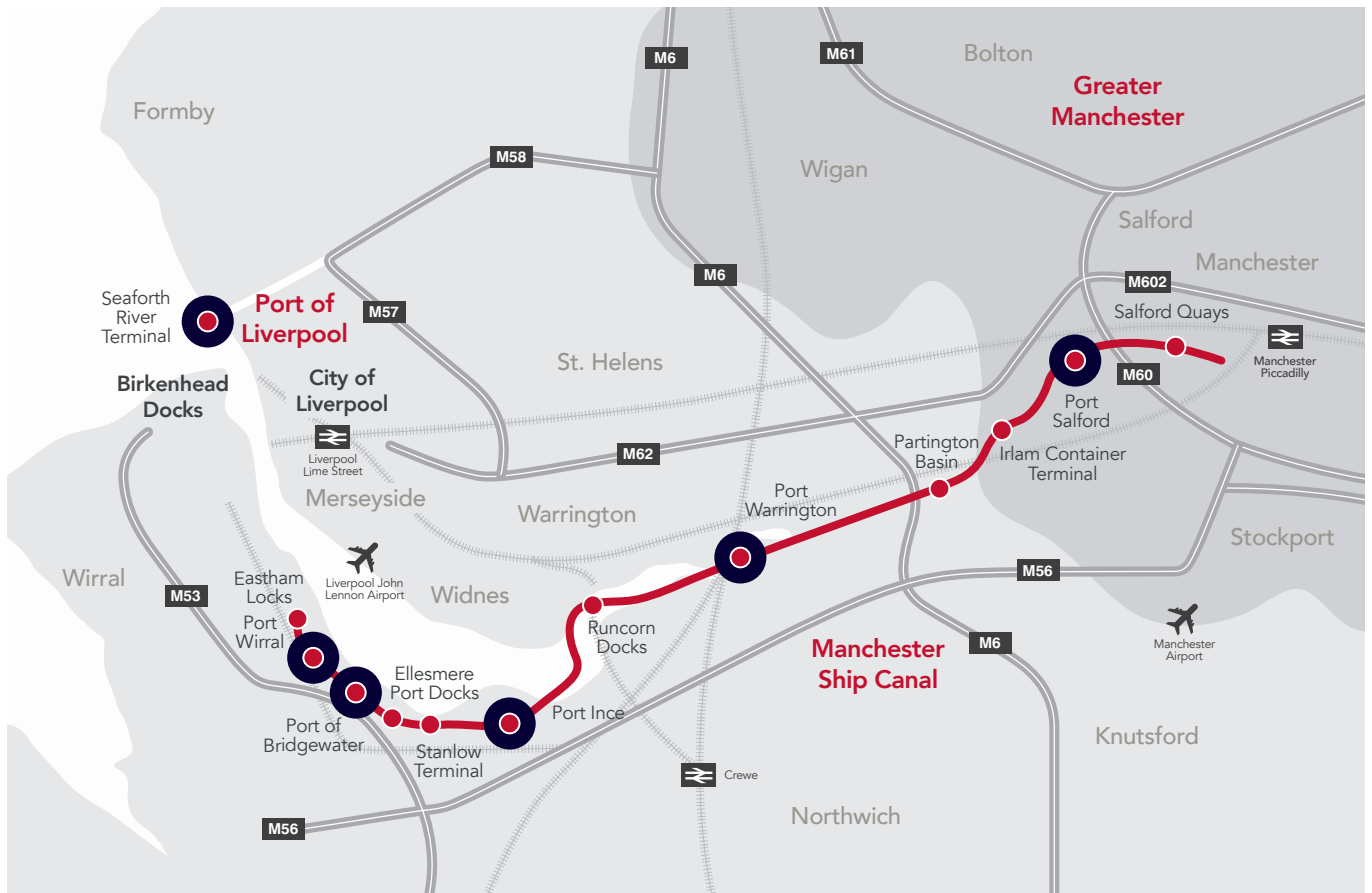 M6
M61
Bolton
Greater
Manchester
Formby
M58
Wigan
Salford
Manchester
M6
M602
Seaforth
River
Terminal
Port of
Liverpool
M57
Salford Quays
Manchester
Piccadilly
St. Helens
M60
Birkenhead
Docks
City of
Liverpool
Port
Salford
Liverpool
Lime Street
M62
Partington
Basin
Irlam Container
Terminal
Merseyside
Warrington
Port
Warrington
Stockport
Wirral
Eastham
Locks
Liverpool John
Lennon Airport
Widnes
M56
M53
Port
Wirral
Runcorn
Docks
Manchester
Ship Canal
M6
Manchester
Airport
Ellesmere
Port Docks
Port Ince
Port of
Bridgewater
Stanlow
Terminal
Knutsford
Crewe
Northwich
M56